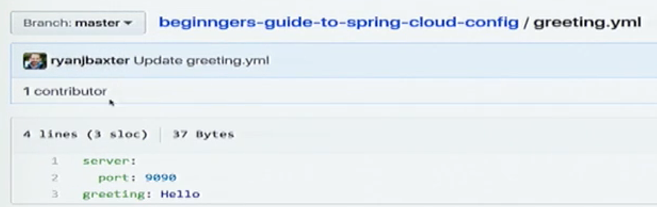 Branch: master beginngers-guide-to-spring-cloud-config / greeting.yml
ryanjbaxter Update greeting.yml
1 contributor
4 lines (3 sloc) 37 Bytes
1 server:
2 port: 9090
3 greeting: Hello